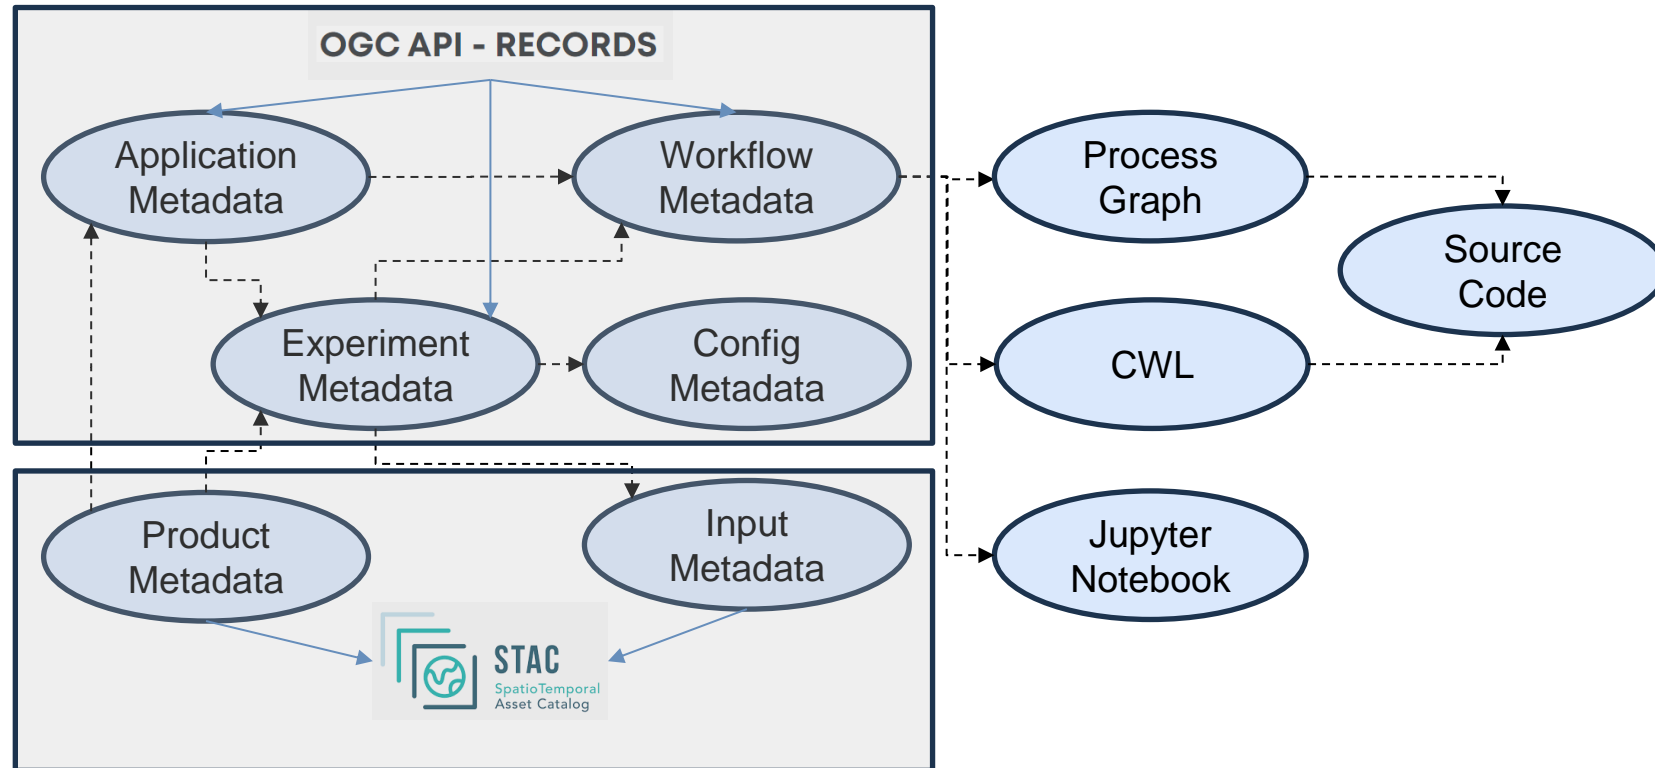 OGC API - RECORDS
Application
Metadata
Workflow
Metadata
Process
Graph
Source
Code
Experiment
Metadata
Config
Metadata
CWL
Product
Metadata
Input
Metadata
Jupyter
Notebook
STAC
SpatioTemporal
Asset Catalog